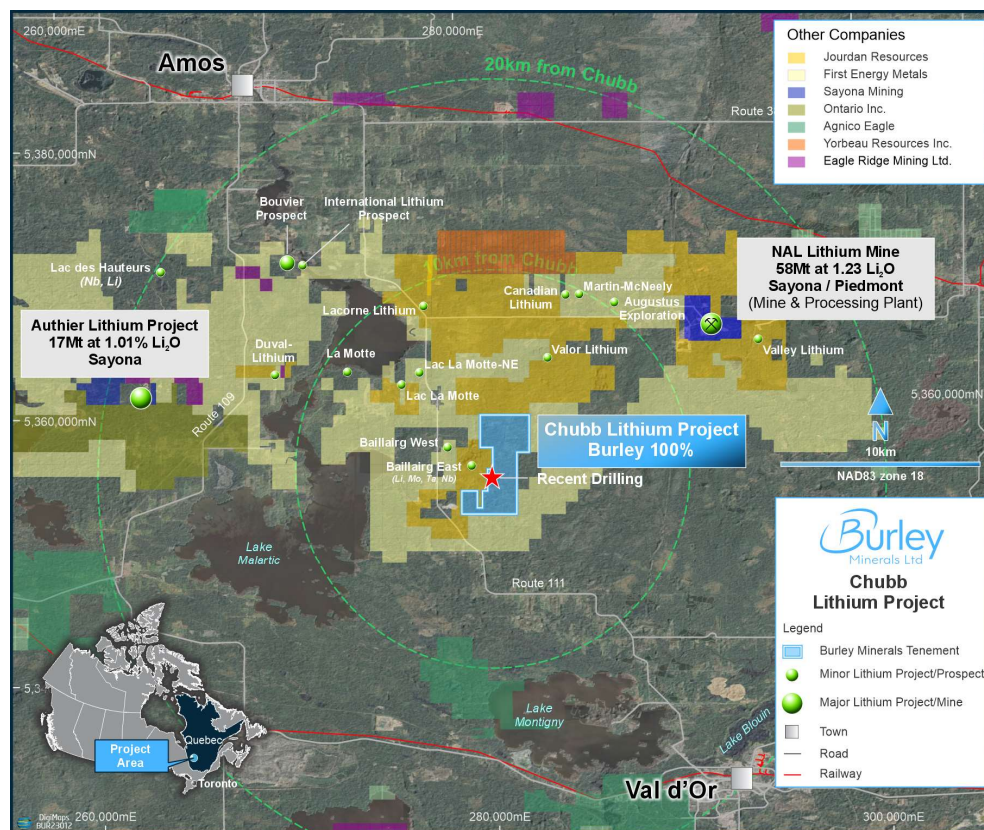 260,000mE
280,000mE
Amos
20km from Chubb
Route 3
5,380,000mN
Other Companies
Jourdan Resources
First Energy Metals
Sayona Mining
Ontario Inc.
Agnico Eagle
Yorbeau Resources Inc.
Eagle Ridge Mining Ltd.
Bouvier
Prospect
International Lithium
Prospect
10km from Chubb
Lac des Hauteurs
(Nb, Li)
Canadian
Lithium
Martin-McNeely
Augustus
Exploration
NAL Lithium Mine
58Mt at 1.23 Li2O
Sayona / Piedmont
(Mine & Processing Plant)
Lacorne Lithium
Authier Lithium Project
17Mt at 1.01% Li2O
Sayona
Duval-
Lithium
La Motte
Lac La Motte-NE
Valor Lithium
Valley Lithium
Lac La Motte
5,360,000mN
5,360,000mN
Route 109
N
10km
NAD83 zone 18
Chubb Lithium Project
Burley 100%
Baillairg West
Baillairg East
(Li, Mo, Ta, Nb)
Recent Drilling
Lake
Malartic
Route 111
Burley
Minerals Ltd
Chubb
Lithium Project
Legend
Burley Minerals Tenement
Minor Lithium Project/Prospect
Major Lithium Project/Mine
Town
Road
Railway
5,3
Lake
Montigny
Lake Blouin
Quebec
Project
Area
Toronto
Val d'Or
DigiMaps
BUR23012
260,000mE
280,000mE
300,000mE